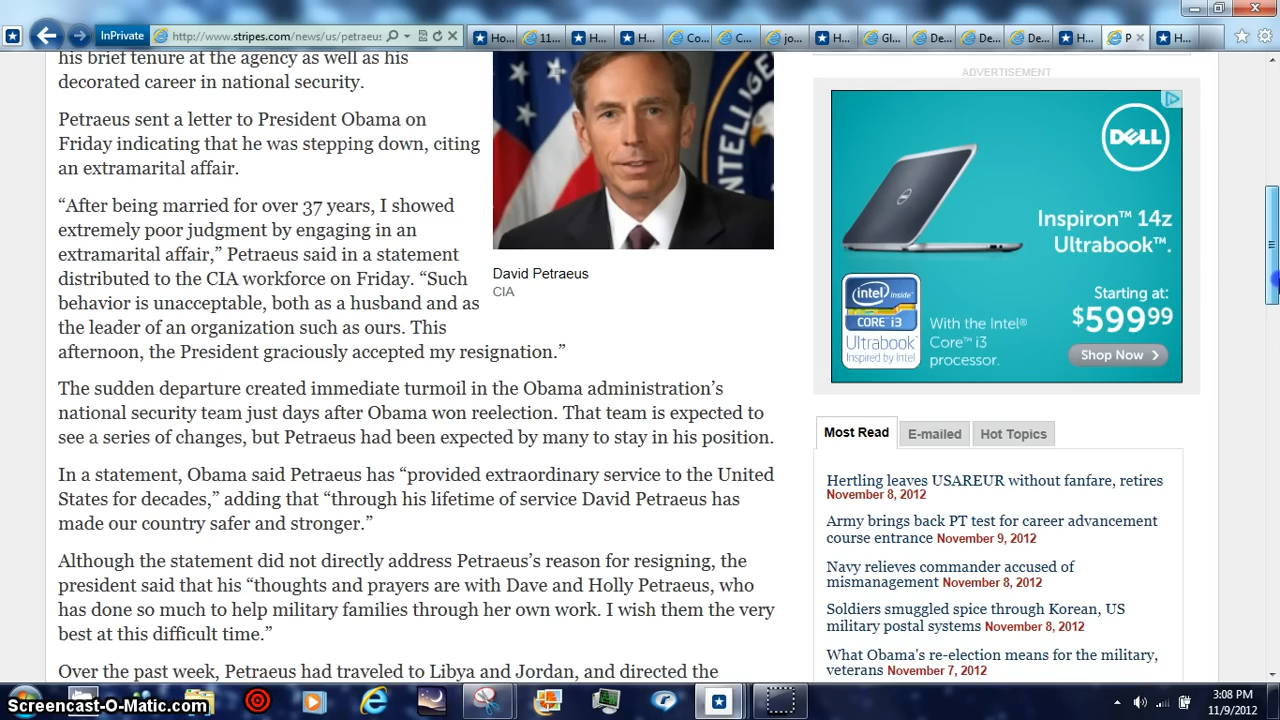 InPrivate
http://www.stripes.com/news/us/petraeus
Ho...
11...
H...
H...
Co...
C...
jo...
H...
Gl...
De...
De...
De...
H...
P
H...
his brief tenure at the agency as well as his
decorated career in national security.
Petraeus sent a letter to President Obama on
Friday indicating that he was stepping down, citing
an extramarital affair.
“After being married for over 37 years, I showed
extremely poor judgment by engaging in an
extramarital affair,” Petraeus said in a statement
distributed to the CIA workforce on Friday. “Such
behavior is unacceptable, both as a husband and as
the leader of an organization such as ours. This
afternoon, the President graciously accepted my resignation.”
INTELLIGENCE
David Petraeus
CIA
The sudden departure created immediate turmoil in the Obama administration’s
national security team just days after Obama won reelection. That team is expected to
see a series of changes, but Petraeus had been expected by many to stay in his position.
In a statement, Obama said Petraeus has “provided extraordinary service to the United
States for decades,” adding that “through his lifetime of service David Petraeus has
made our country safer and stronger.”
Although the statement did not directly address Petraeus’s reason for resigning, the
president said that his “thoughts and prayers are with Dave and Holly Petraeus, who
has done so much to help military families through her own work. I wish them the very
best at this difficult time.”
Over the past week, Petraeus had traveled to Libya and Jordan, and directed the
ADVERTISEMENT
DELL
DELL
Inspiron™ 14z
Ultrabook™.
intel inside™
CORE i3
Ultrabook™
Inspired by Intel
With the Intel®
Core™ i3
processor.
Starting at:
$599.99
Shop Now
Most Read
E-mailed
Hot Topics
Hertling leaves USAREUR without fanfare, retires
November 8, 2012
Army brings back PT test for career advancement
course entrance November 9, 2012
Navy relieves commander accused of
mismanagement November 8, 2012
Soldiers smuggled spice through Korean, US
military postal systems November 8, 2012
What Obama's re-election means for the military,
veterans November 7, 2012
Screencast-O-Matic.com
3:08 PM
11/9/2012